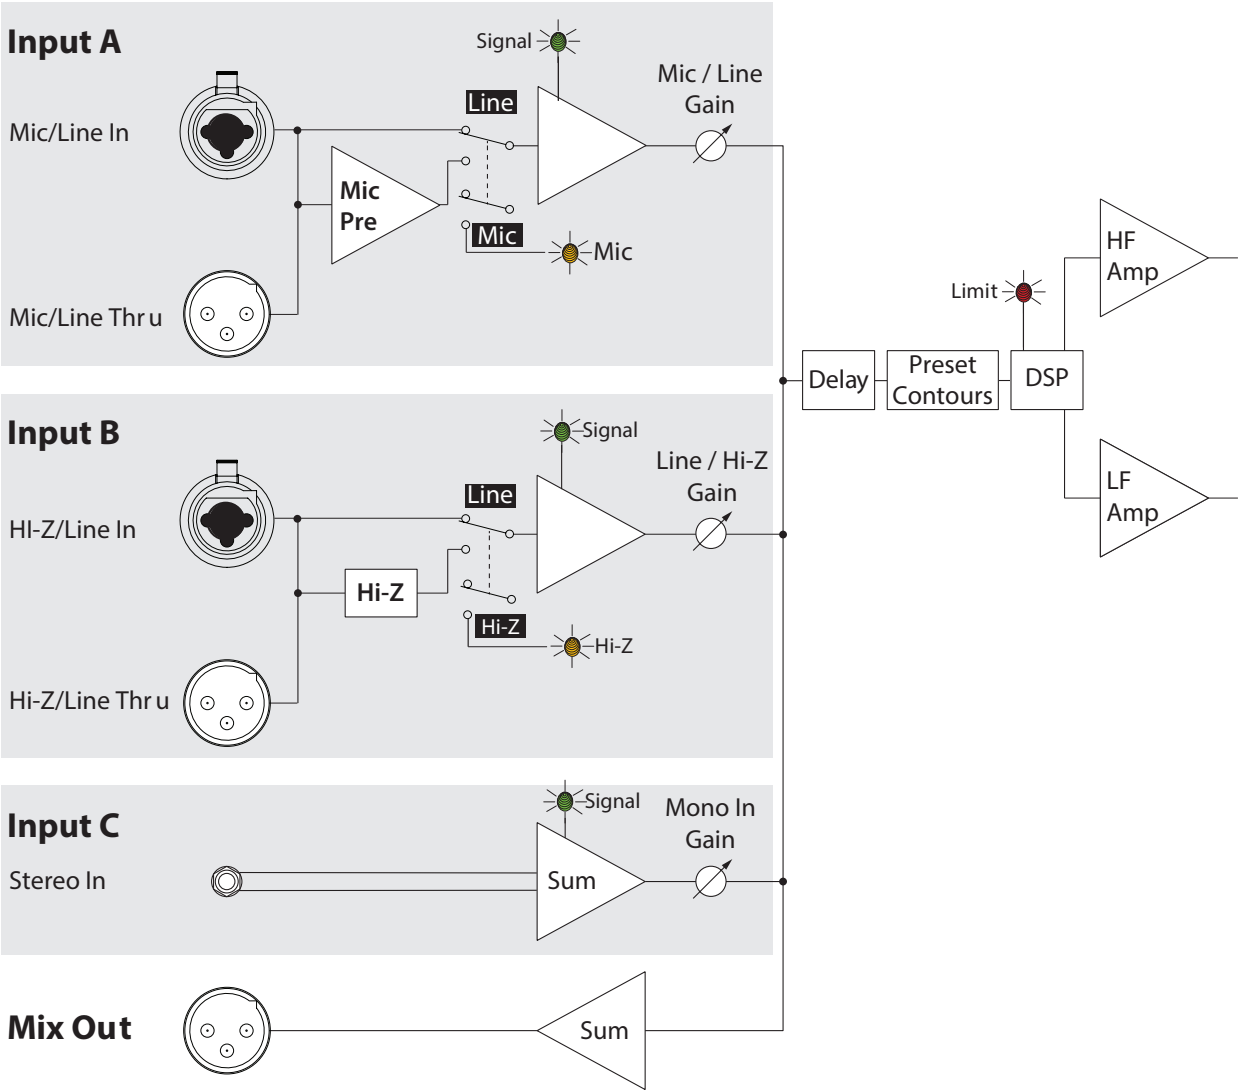 Input A
Signal
Mic / Line
Gain
Line
Mic/Line In
Mic
Pre
Mic
Mic
Mic/Line Thru
HF
Amp
Limit
Delay
Preset
Contours
DSP
LF
Amp
Input B
Signal
Line / Hi-Z
Gain
Line
HI-Z/Line In
Hi-Z
Hi-Z
Hi-Z
Hi-Z/Line Thru
Input C
Signal
Mono In
Gain
Stereo In
Sum
Mix Out
Sum